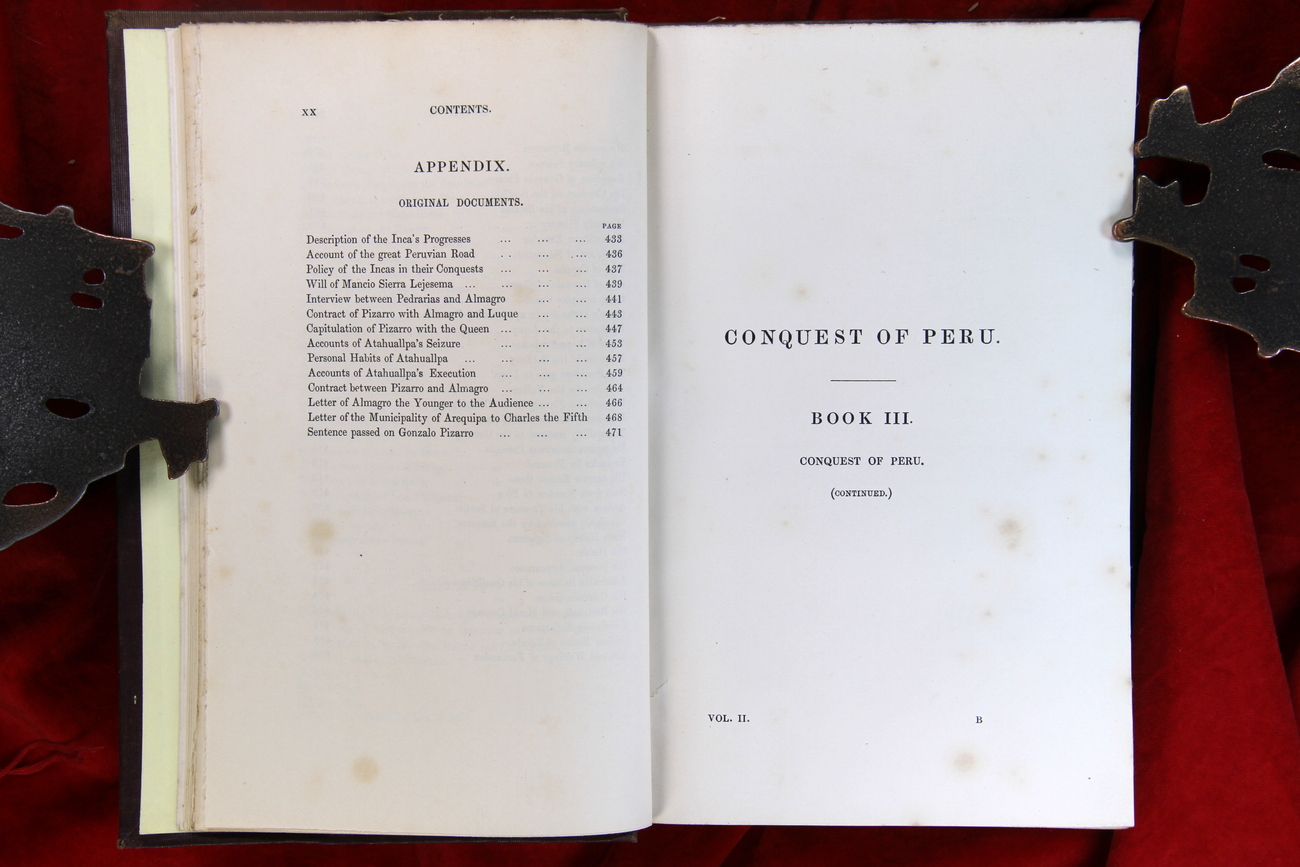 xx CONTENTS.
APPENDIX.
ORIGINAL DOCUMENTS.
PAGE
Description of the Inca's Progresses ... ... ... 433
Account of the great Peruvian Road . . ... ... 436
Policy of the Incas in their Conquests ... ... ... 437
Will of Mancio Sierra Lejesema ... ... ... ... 439
Interview between Pedrarias and Almagro ... ... 441
Contract of Pizarro with Almagro and Luque ... ... 443
Capitulation of Pizarro with the Queen ... ... ... 447
Accounts of Atahuallpa's Seizure ... ... ... 453
Personal Habits of Atahuallpa ... ... ... ... 457
Accounts of Atahuallpa's Execution ... ... ... 459
Contract between Pizarro and Almagro ... ... ... 464
Letter of Almagro the Younger to the Audience ... ... 466
Letter of the Municipality of Arequipa to Charles the Fifth 468
Sentence passed on Gonzalo Pizarro ... ... ... 471
CONQUEST OF PERU.
BOOK III.
CONQUEST OF PERU.
(CONTINUED.)
VOL. II. B